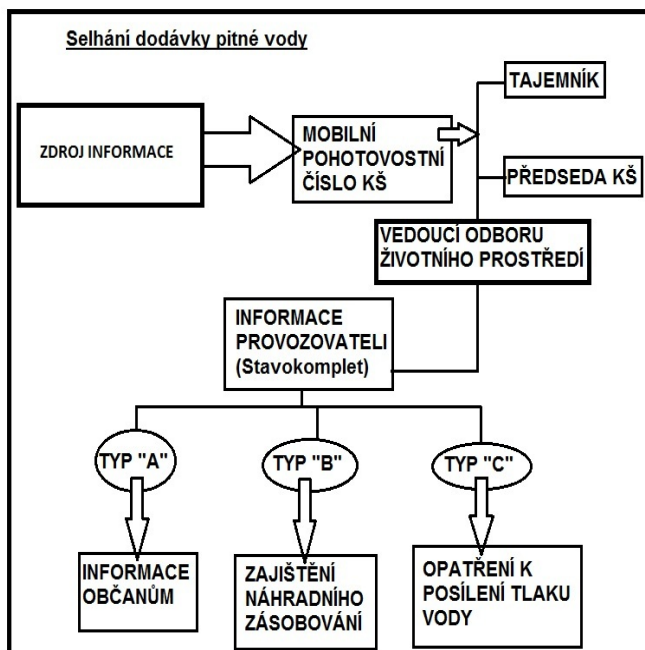 Selhání dodávky pitné vody
TAJEMNÍK
ZDROJ INFORMACE
MOBILNÍ
POHOTOVOSTNÍ
ČÍSLO KŠ
PŘEDSEDA KŠ
VEDOUCÍ ODBORU
ŽIVOTNÍHO PROSTŘEDÍ
INFORMACE
PROVOZOVATELI
(Stavokomplet)
TYP "A"
TYP "B"
TYP "C"
INFORMACE
OBČANŮM
ZAJIŠTĚNÍ
NÁHRADNÍHO
ZÁSOBOVÁNÍ
OPATŘENÍ K
POSÍLENÍ TLAKU
VODY